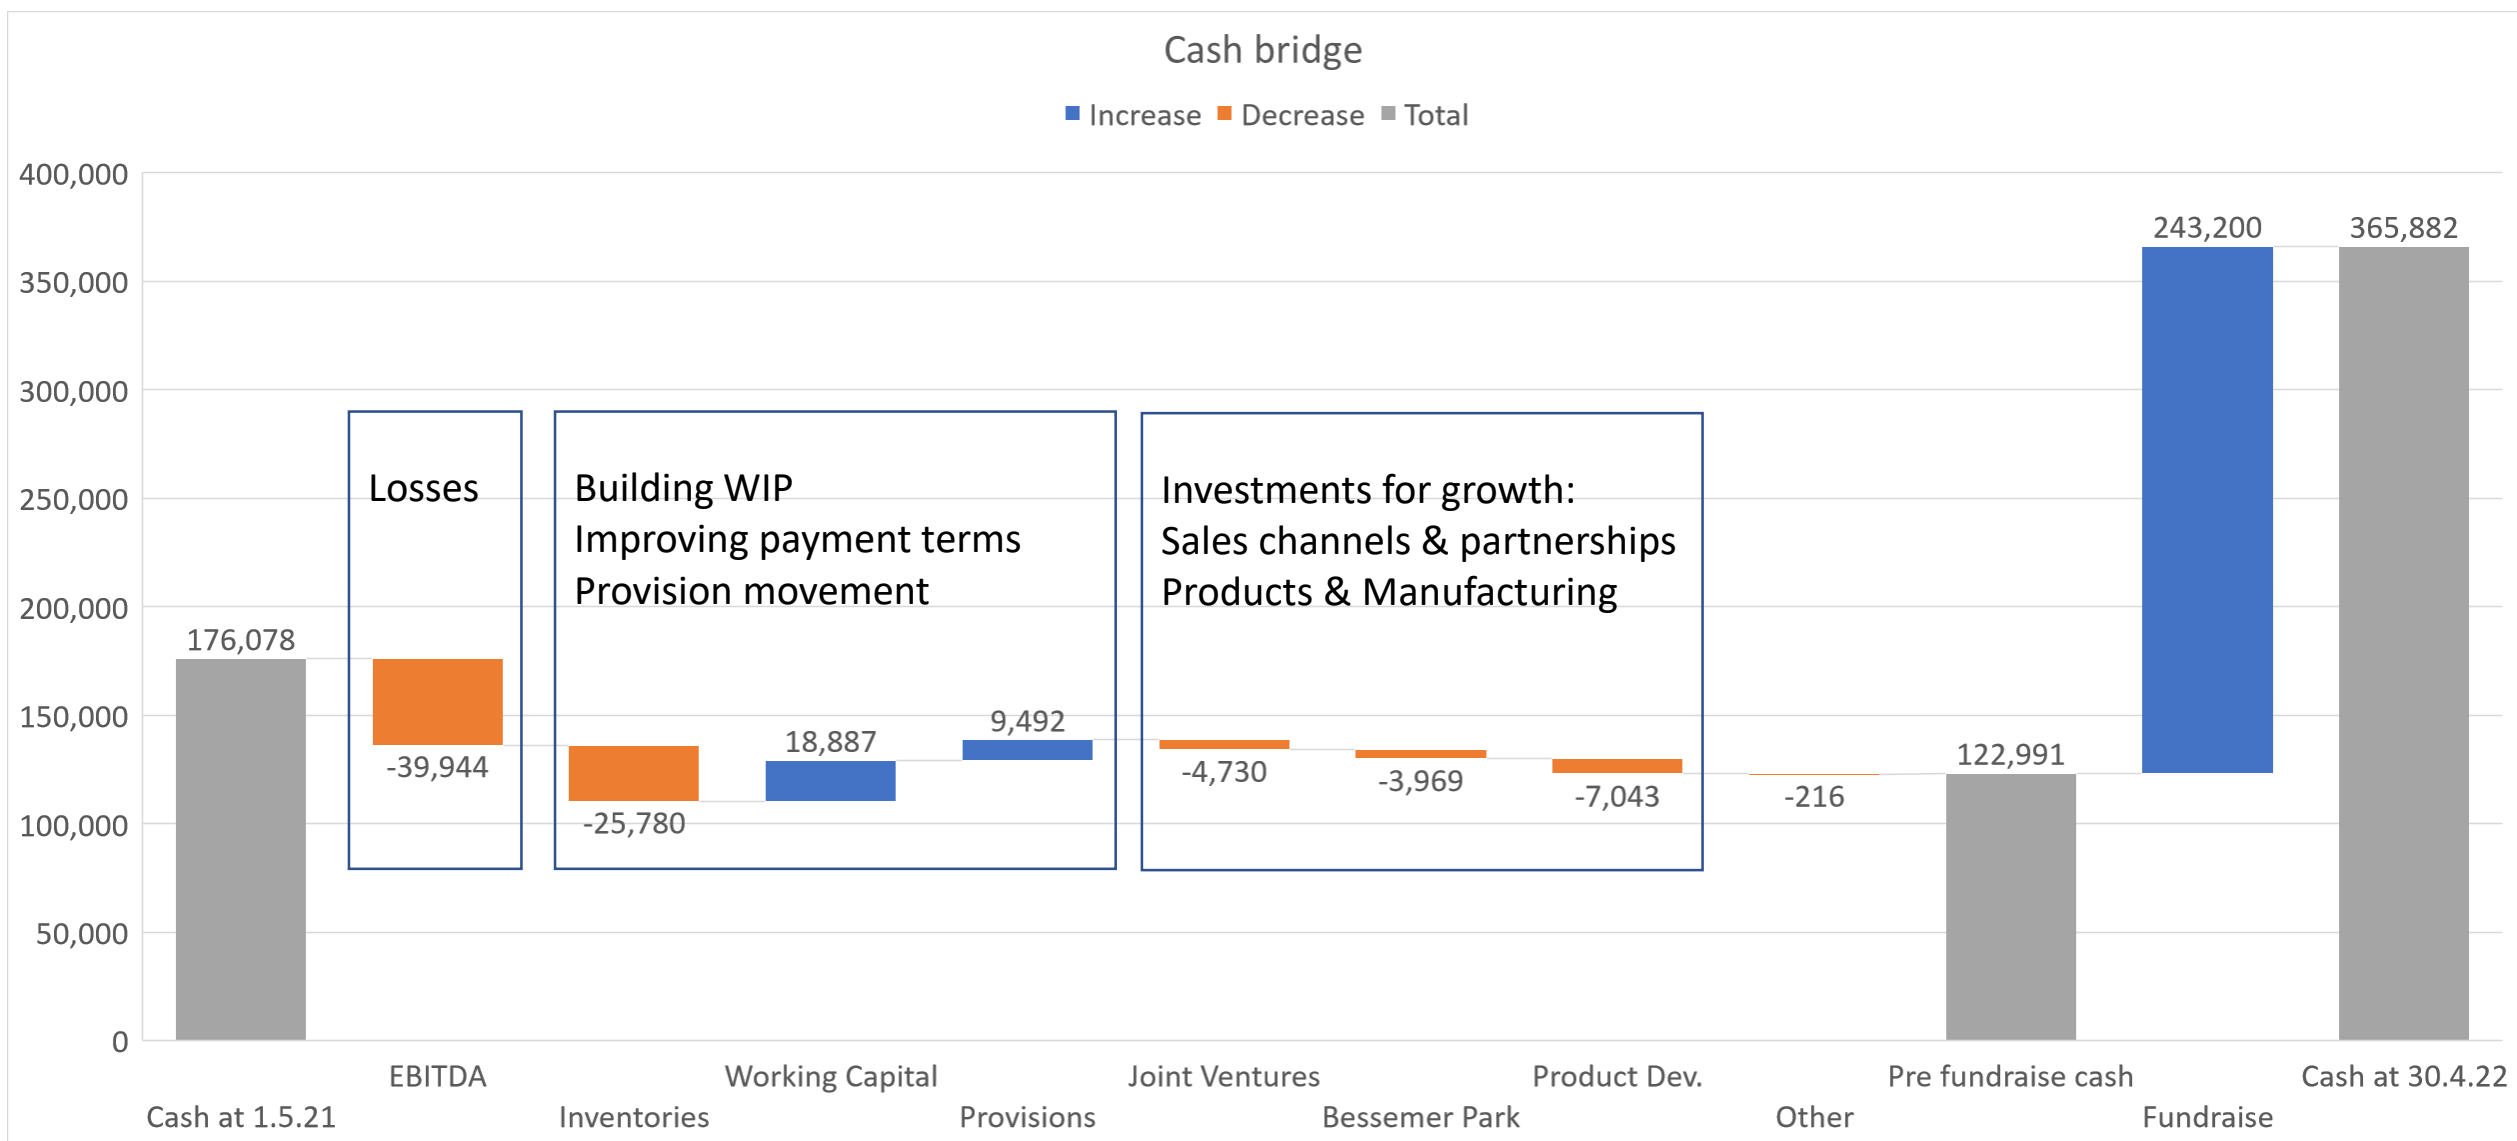 Cash bridge
Increase Decrease Total
400,000
350,000
300,000
250,000
200,000
150,000
100,000
50,000
0
Losses
Building WIP
Improving payment terms
Provision movement
Investments for growth:
Sales channels & partnerships
Products & Manufacturing
176,078
-39,944
-25,780
18,887
9,492
-4,730
-3,969
-7,043
-216
122,991
243,200
365,882
Cash at 1.5.21
EBITDA
Inventories
Working Capital
Provisions
Joint Ventures
Bessemer Park
Product Dev.
Other
Pre fundraise cash
Fundraise
Cash at 30.4.22